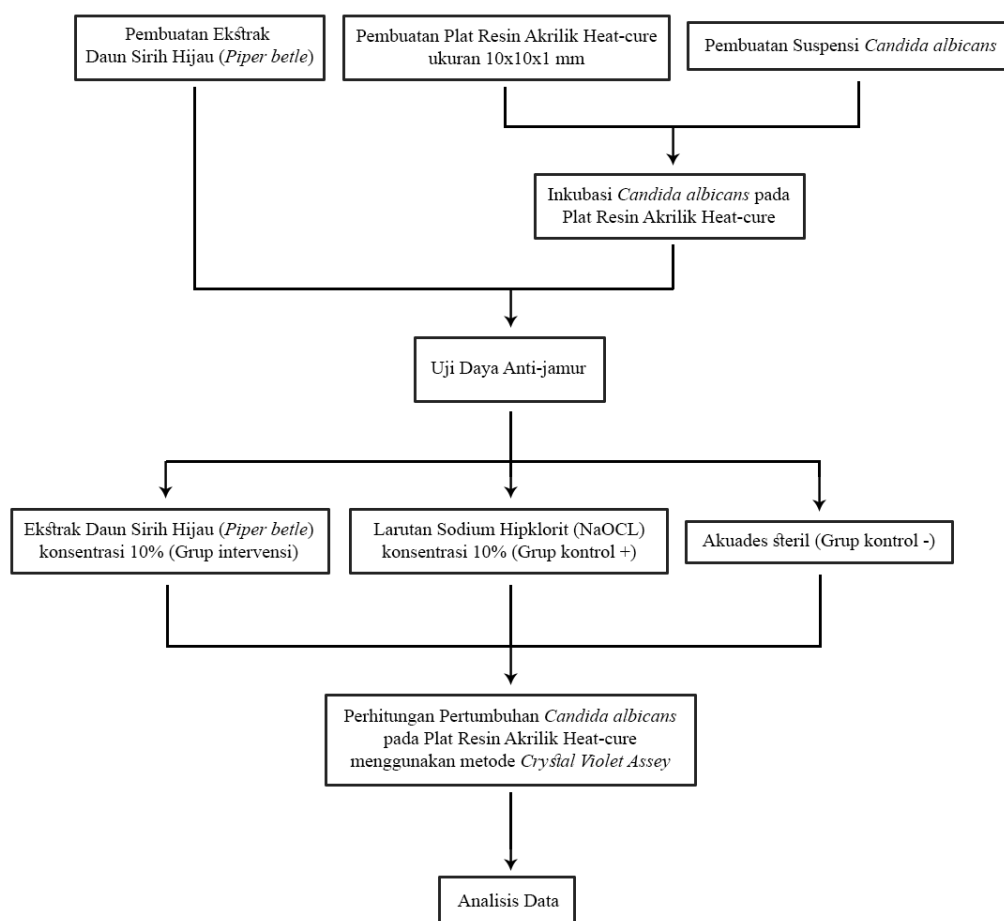 Pembuatan Ekstrak
Daun Sirih Hijau (Piper betle)
Pembuatan Plat Resin Akrilik Heat-cure
ukuran 10x10x1 mm
Pembuatan Suspensi Candida albicans
Inkubasi Candida albicans pada
Plat Resin Akrilik Heat-cure
Uji Daya Anti-jamur
Ekstrak Daun Sirih Hijau (Piper betle)
konsentrasi 10% (Grup intervensi)
Larutan Sodium Hipklorit (NaOCL)
konsentrasi 10% (Grup kontrol +)
Akuades steril (Grup kontrol -)
Perhitungan Pertumbuhan Candida albicans
pada Plat Resin Akrilik Heat-cure
menggunakan metode Crystal Violet Assey
Analisis Data